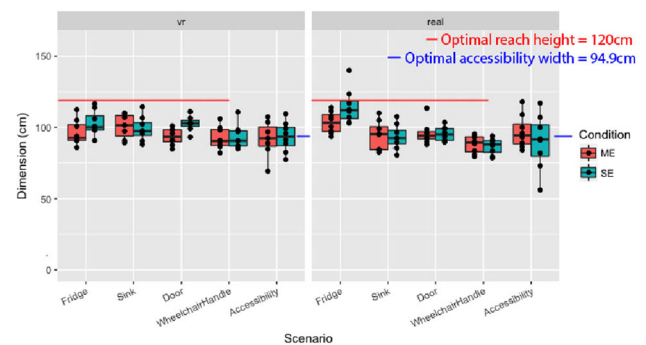 vr
real
Optimal reach height = 120cm
Optimal accessibility width = 94.9cm
150
100
50
0
Dimension (cm)
Condition
ME
SE
Fridge
Sink
Door
WheelchairHandle
Accessibility
Fridge
Sink
Door
WheelchairHandle
Accessibility
Scenario